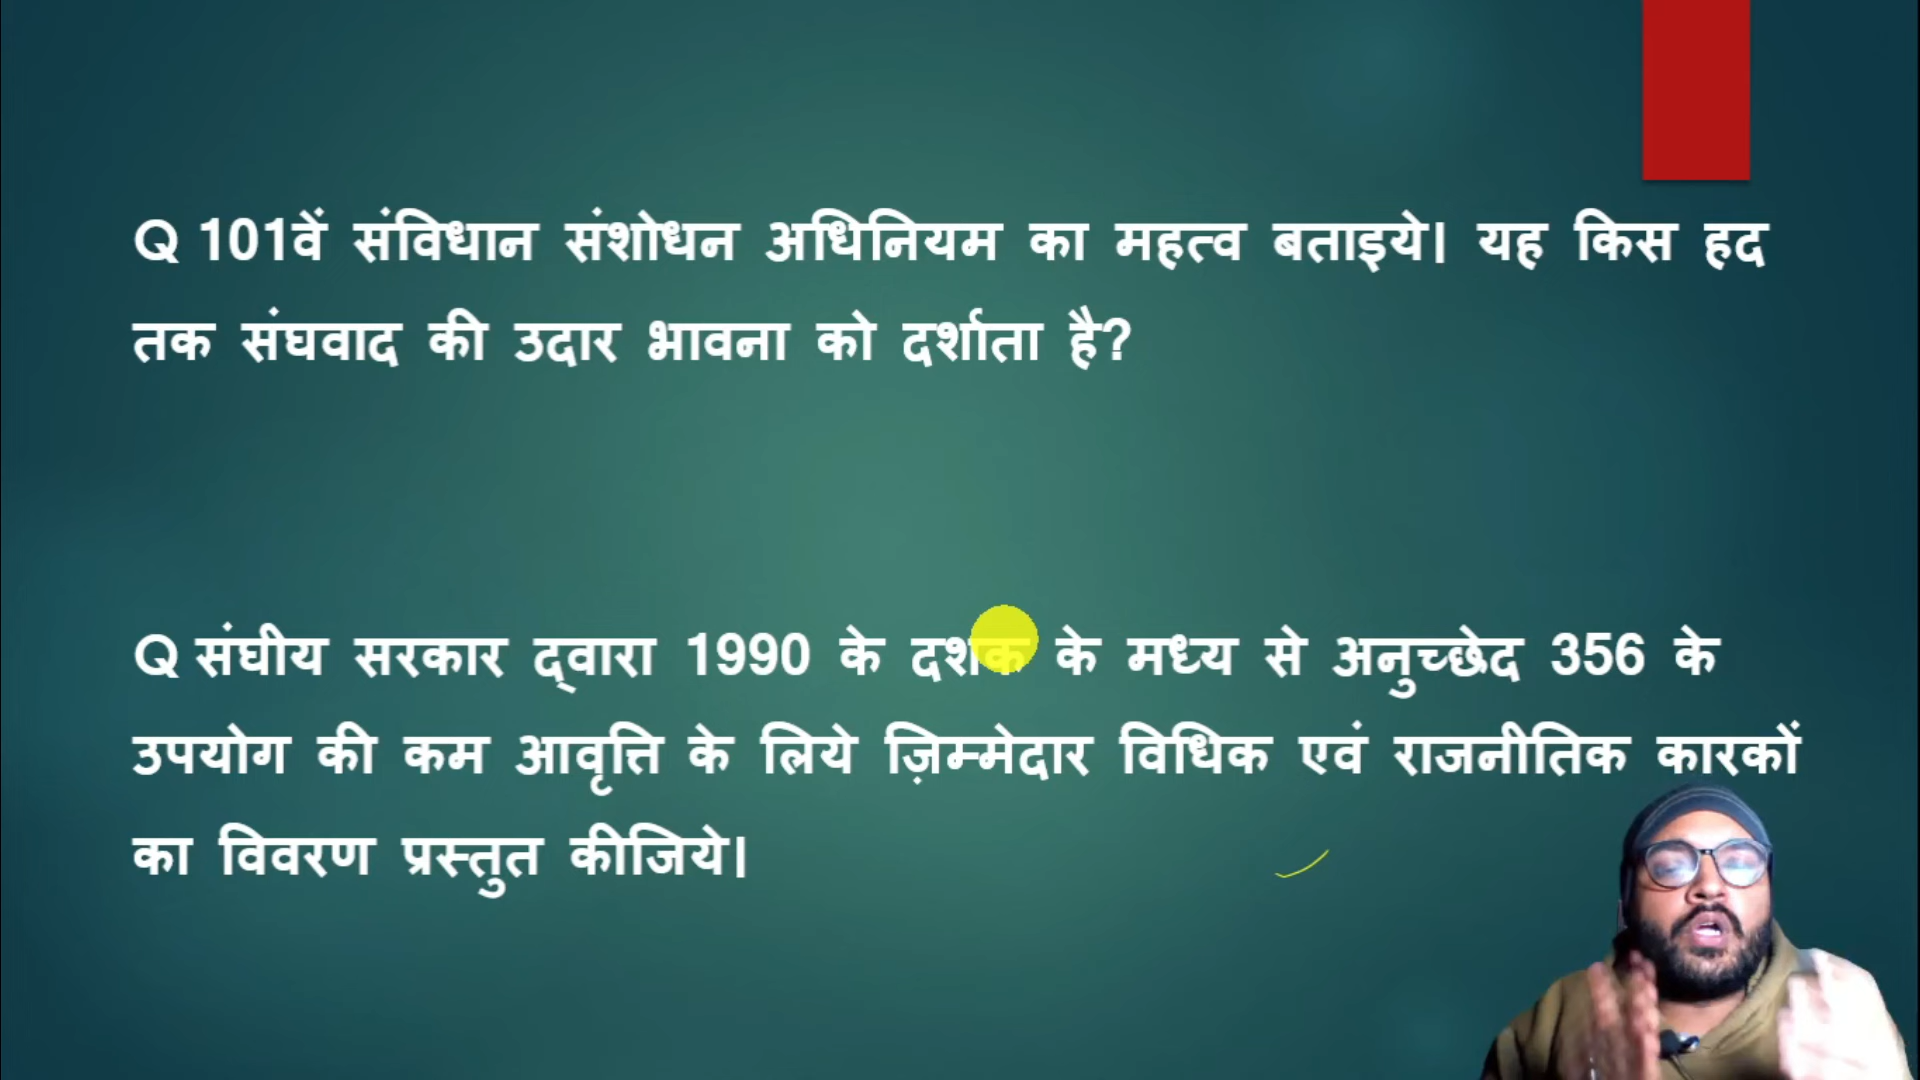 Q 101वें संविधान संशोधन अधिनियम का महत्व बताइये। यह किस हद
तक संघवाद की उदार भावना को दर्शाता है?
Q संघीय सरकार द्वारा 1990 के दशक के मध्य से अनुच्छेद 356 के
उपयोग की कम आवृत्ति के लिये ज़िम्मेदार विधिक एवं राजनीतिक कारकों
का विवरण प्रस्तुत कीजिये।